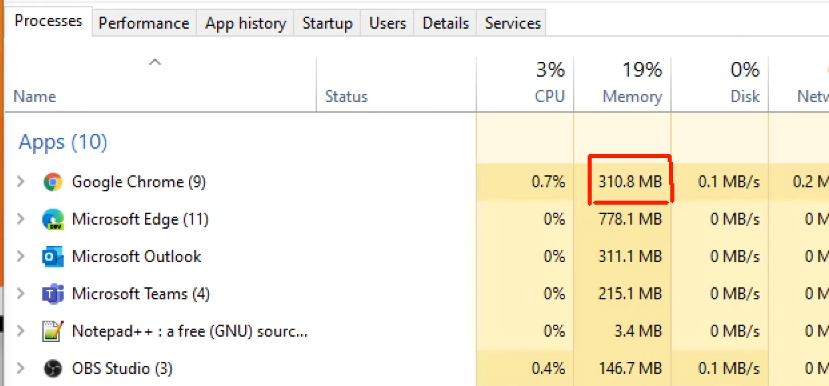 Processes Performance App history Startup Users Details Services
3% 19% 0%
Name Status CPU Memory Disk Netw
Apps (10)
Google Chrome (9) 0.7% 310.8 MB 0.1 MB/s 0.2 M
Microsoft Edge (11) 0% 778.1 MB 0 MB/s 0 M
Microsoft Outlook 0% 311.1 MB 0 MB/s 0 M
Microsoft Teams (4) 0% 215.1 MB 0 MB/s 0 M
Notepad++ : a free (GNU) sourc... 0% 3.4 MB 0 MB/s 0 M
OBS Studio (3) 0.4% 146.7 MB 0.1 MB/s 0 M